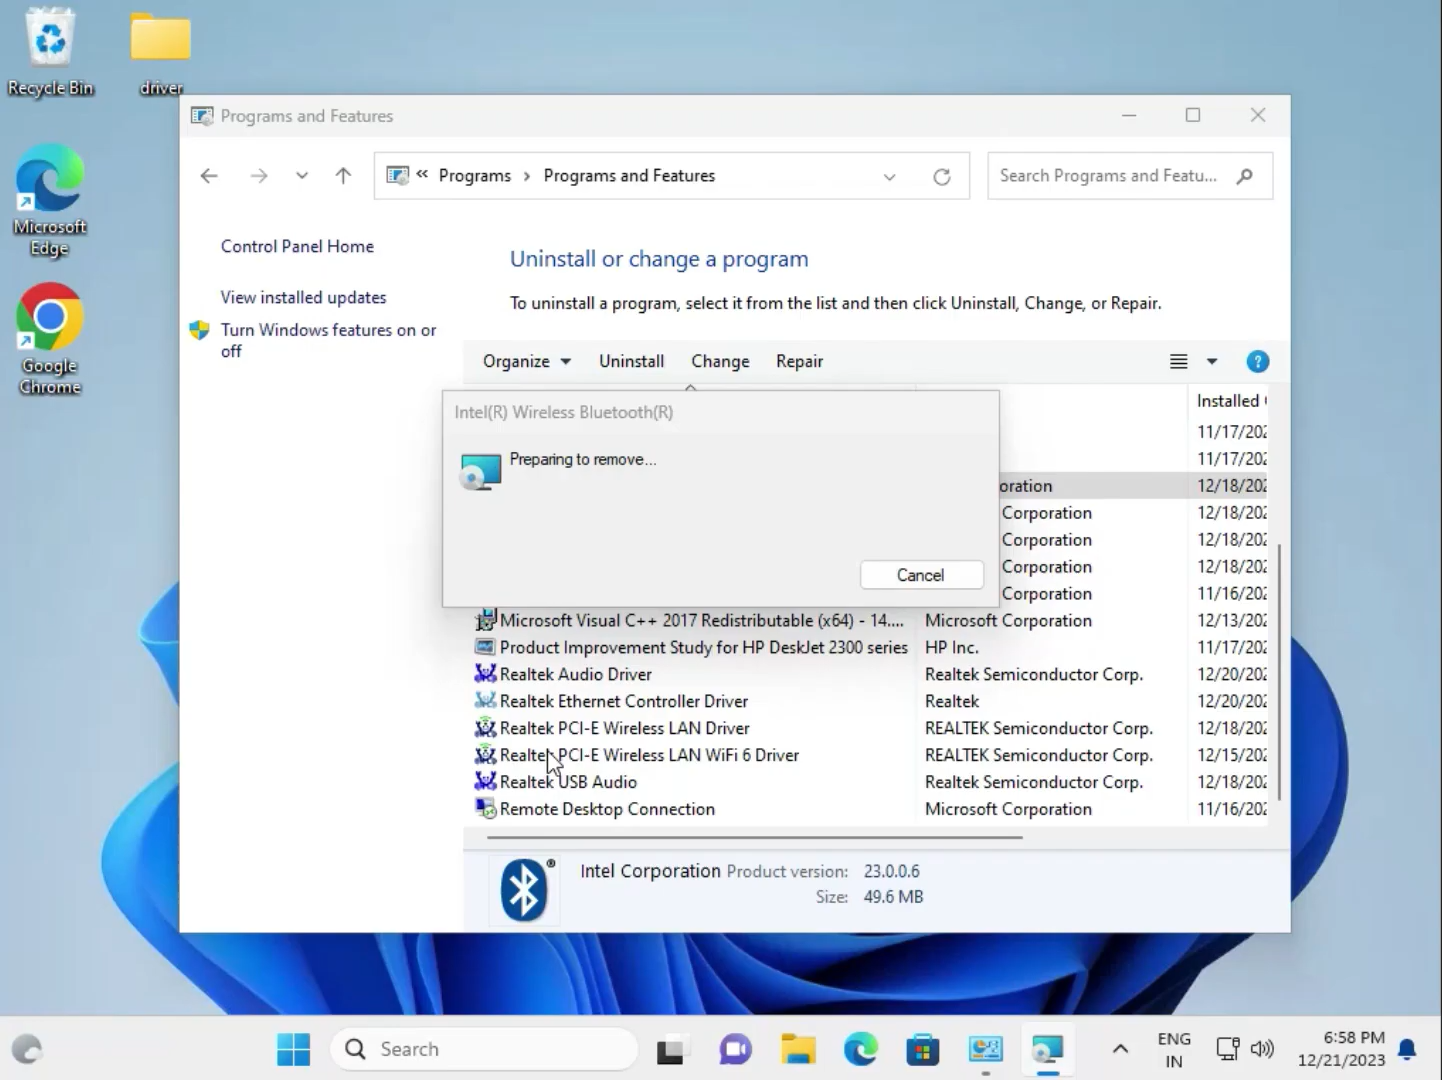 Recycle Bin
driver
Microsoft
Edge
Google
Chrome
Programs and Features
Programs
Programs and Features
Search Programs and Featu...
Control Panel Home
View installed updates
Turn Windows features on or
off
Uninstall or change a program
To uninstall a program, select it from the list and then click Uninstall, Change, or Repair.
Organize Uninstall Change Repair
Intel(R) Wireless Bluetooth(R)
Preparing to remove...
Cancel
Installed
11/17/202
11/17/202
oration 12/18/202
Corporation 12/18/202
Corporation 12/18/202
Corporation 12/18/202
Corporation 11/16/202
Microsoft Visual C++ 2017 Redistributable (x64) - 14.... Microsoft Corporation 12/13/202
Product Improvement Study for HP DeskJet 2300 series HP Inc. 11/17/202
Realtek Audio Driver Realtek Semiconductor Corp. 12/20/202
Realtek Ethernet Controller Driver Realtek 12/20/202
Realtek PCI-E Wireless LAN Driver REALTEK Semiconductor Corp. 12/18/202
Realtek PCI-E Wireless LAN WiFi 6 Driver REALTEK Semiconductor Corp. 12/15/202
Realtek USB Audio Realtek Semiconductor Corp. 12/18/202
Remote Desktop Connection Microsoft Corporation 11/16/202
Intel Corporation Product version: 23.0.0.6
Size: 49.6 MB
Search
ENG
IN
6:58 PM
12/21/2023